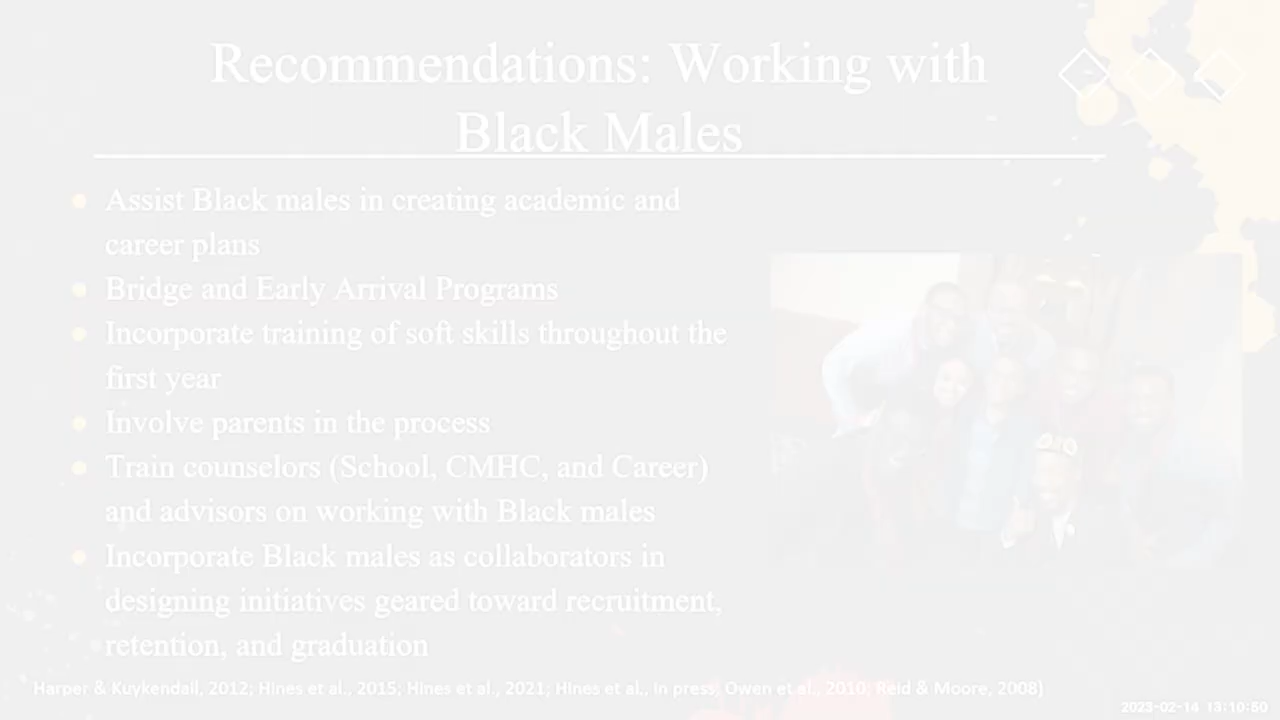 Recommendations: Working with
Black Males
Assist Black males in creating academic and
career plans
Bridge and Early Arrival Programs
Incorporate training of soft skills throughout the
first year
Involve parents in the process
Train counselors (School, CMHC, and Career)
and advisors on working with Black males
Incorporate Black males as collaborators in
designing initiatives geared toward recruitment,
retention, and graduation
Harper & Kuykendall, 2012; Hines et al., 2015; Hines et al., 2021; Hines et al., in press; Owen et al., 2010; Reid & Moore, 2008)
2023-02-14 13:10:50